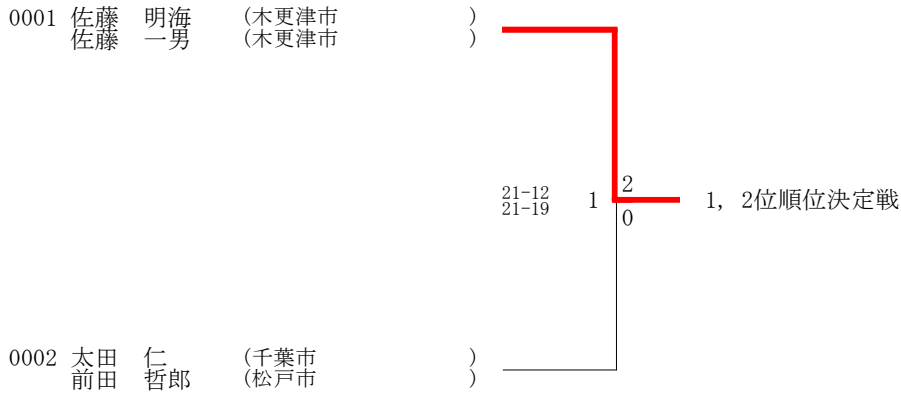 0001 佐藤 明海 (木更津市 )
佐藤 一男 (木更津市 )
2
21-12 1 1, 2位順位決定戦
21-19
0
0002 太田 仁 (千葉市 )
前田 哲郎 (松戸市 )